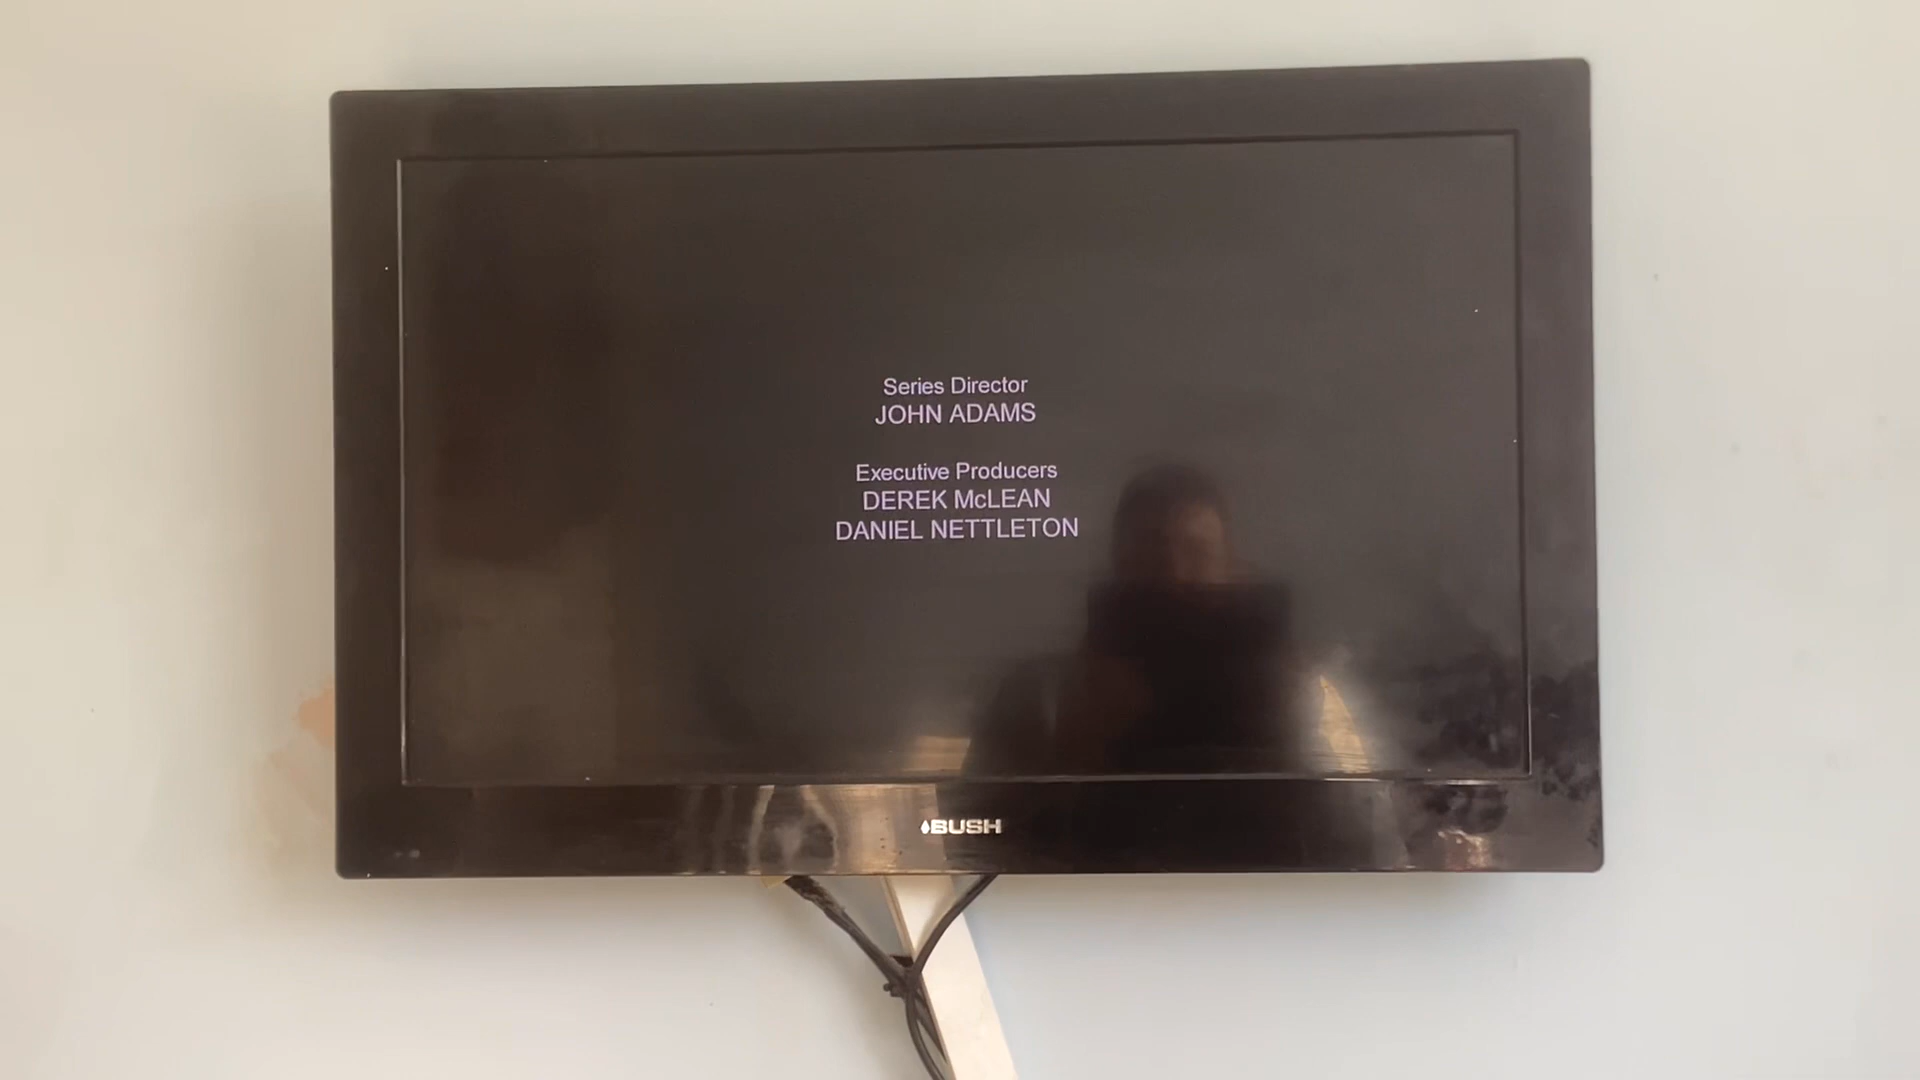 Series Director
JOHN ADAMS
Executive Producers
DEREK McLEAN
DANIEL NETTLETON
BUSH